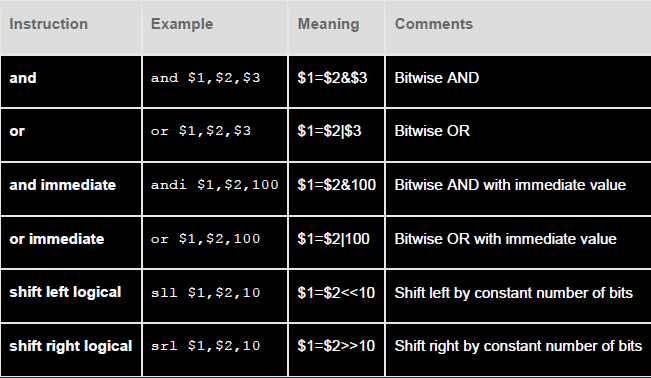 Instruction Example Meaning Comments
and and $1,$2,$3 $1=$2&$3 Bitwise AND
or or $1,$2,$3 $1=$2|$3 Bitwise OR
and immediate andi $1,$2,100 $1=$2&100 Bitwise AND with immediate value
or immediate or $1,$2,100 $1=$2|100 Bitwise OR with immediate value
shift left logical sll $1,$2,10 $1=$2<<10 Shift left by constant number of bits
shift right logical srl $1,$2,10 $1=$2>>10 Shift right by constant number of bits